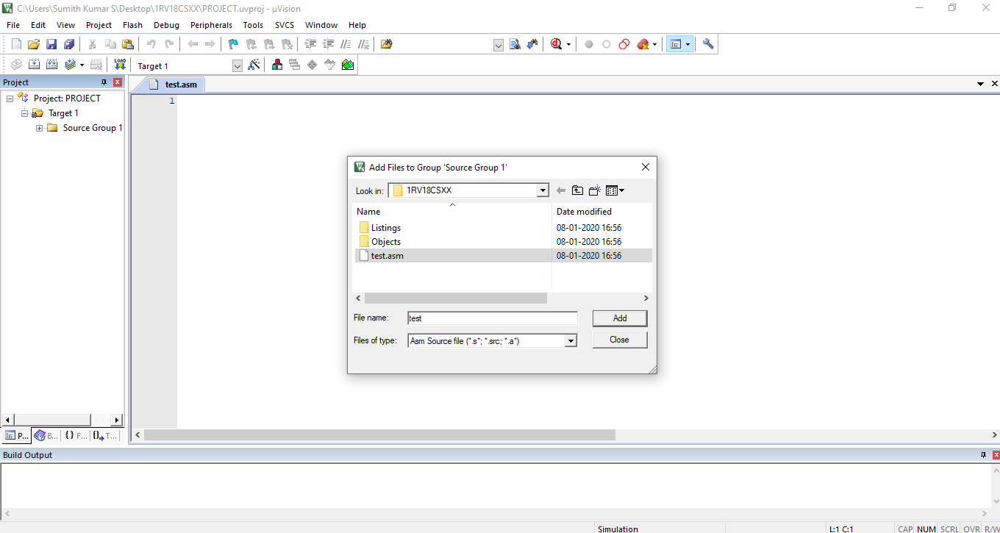 C:\Users\Sumith Kumar S\Desktop\1RV18CSXX\PROJECT.uvproj - µVision
File Edit View Project Flash Debug Peripherals Tools SVCS Window Help
LOAD Target 1
Project
test.asm
Project: PROJECT
1
Target 1
Source Group 1
Add Files to Group 'Source Group 1'
Look in: 1RV18CSXX
Name Date modified
Listings 08-01-2020 16:56
Objects 08-01-2020 16:56
test.asm 08-01-2020 16:56
File name: test Add
Files of type: Asm Source file (*.s*; *.src; *.a*) Close
P... B... {} F... T...
Build Output
Simulation L:1 C:1 CAP NUM SCRL OVR R/W